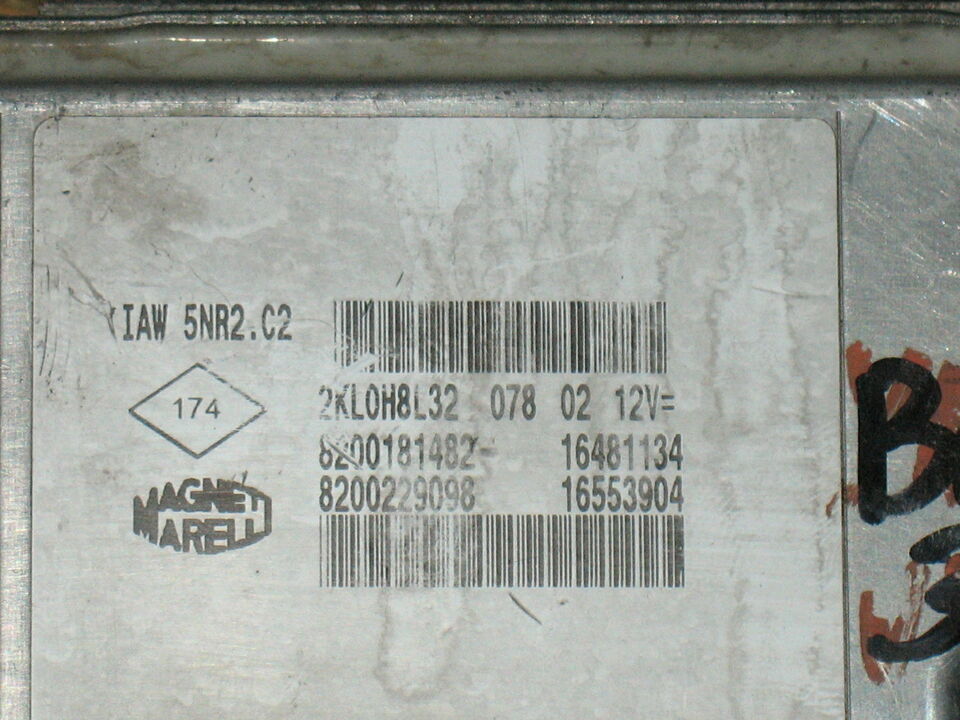 IAW 5NR2.C2
174
MAGNETI
MARELLI
2KL0H8L32 078 02 12V=
8200181482 16481134
8200229098 16553904